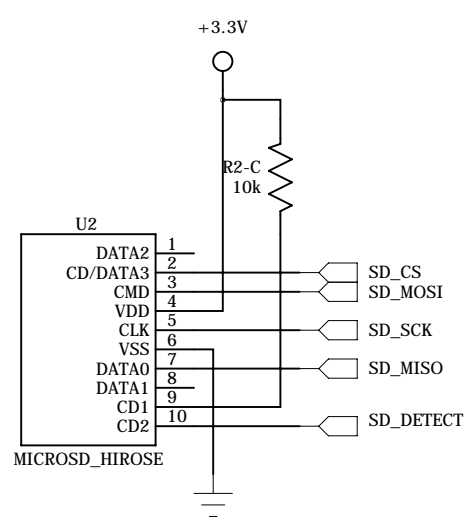 +3.3V
R2-C
10k
U2
DATA2 1
CD/DATA3 2 SD_CS
CMD 3 SD_MOSI
VDD 4
CLK 5 SD_SCK
VSS 6
DATA0 7 SD_MISO
DATA1 8
CD1 9
CD2 10 SD_DETECT
MICROSD_HIROSE